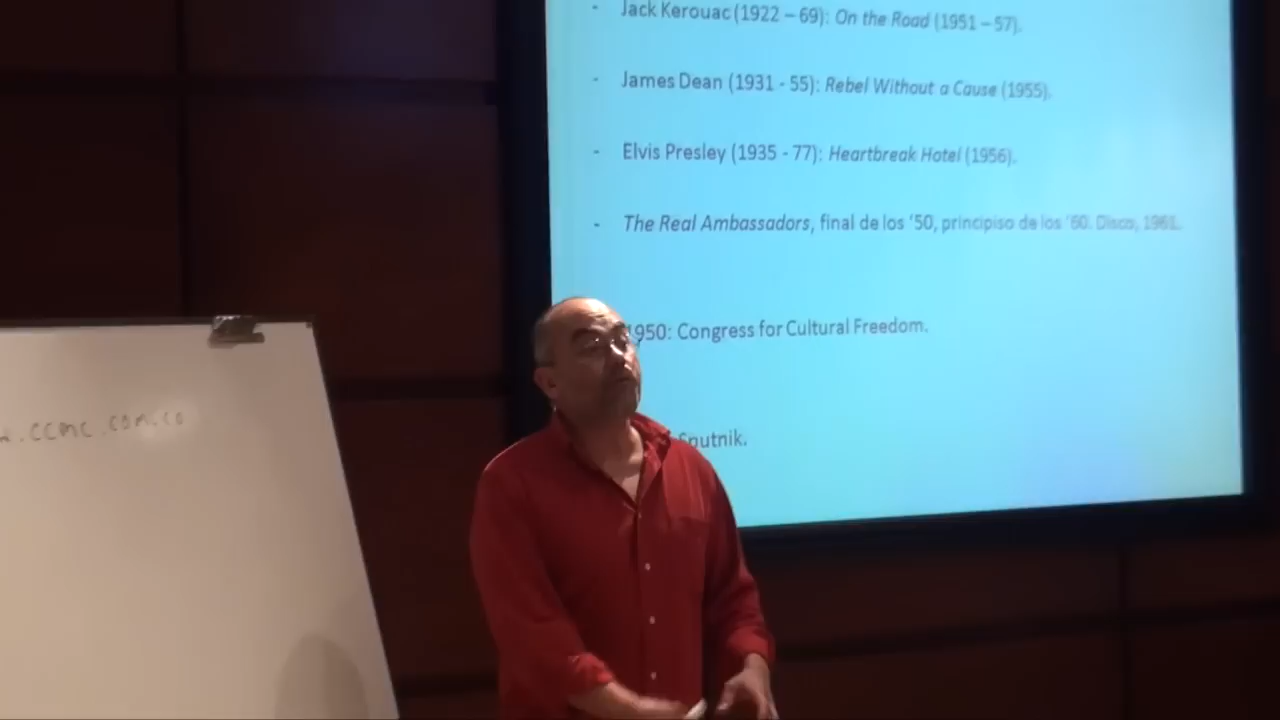 - Jack Kerouac (1922 – 69): On the Road (1951 – 57).
- James Dean (1931 - 55): Rebel Without a Cause (1955).
- Elvis Presley (1935 - 77): Heartbreak Hotel (1956).
- The Real Ambassadors, final de los '50, principiso de los '60. Disco, 1961.
1950: Congress for Cultural Freedom.
Sputnik.
.CCMC.COM.CO